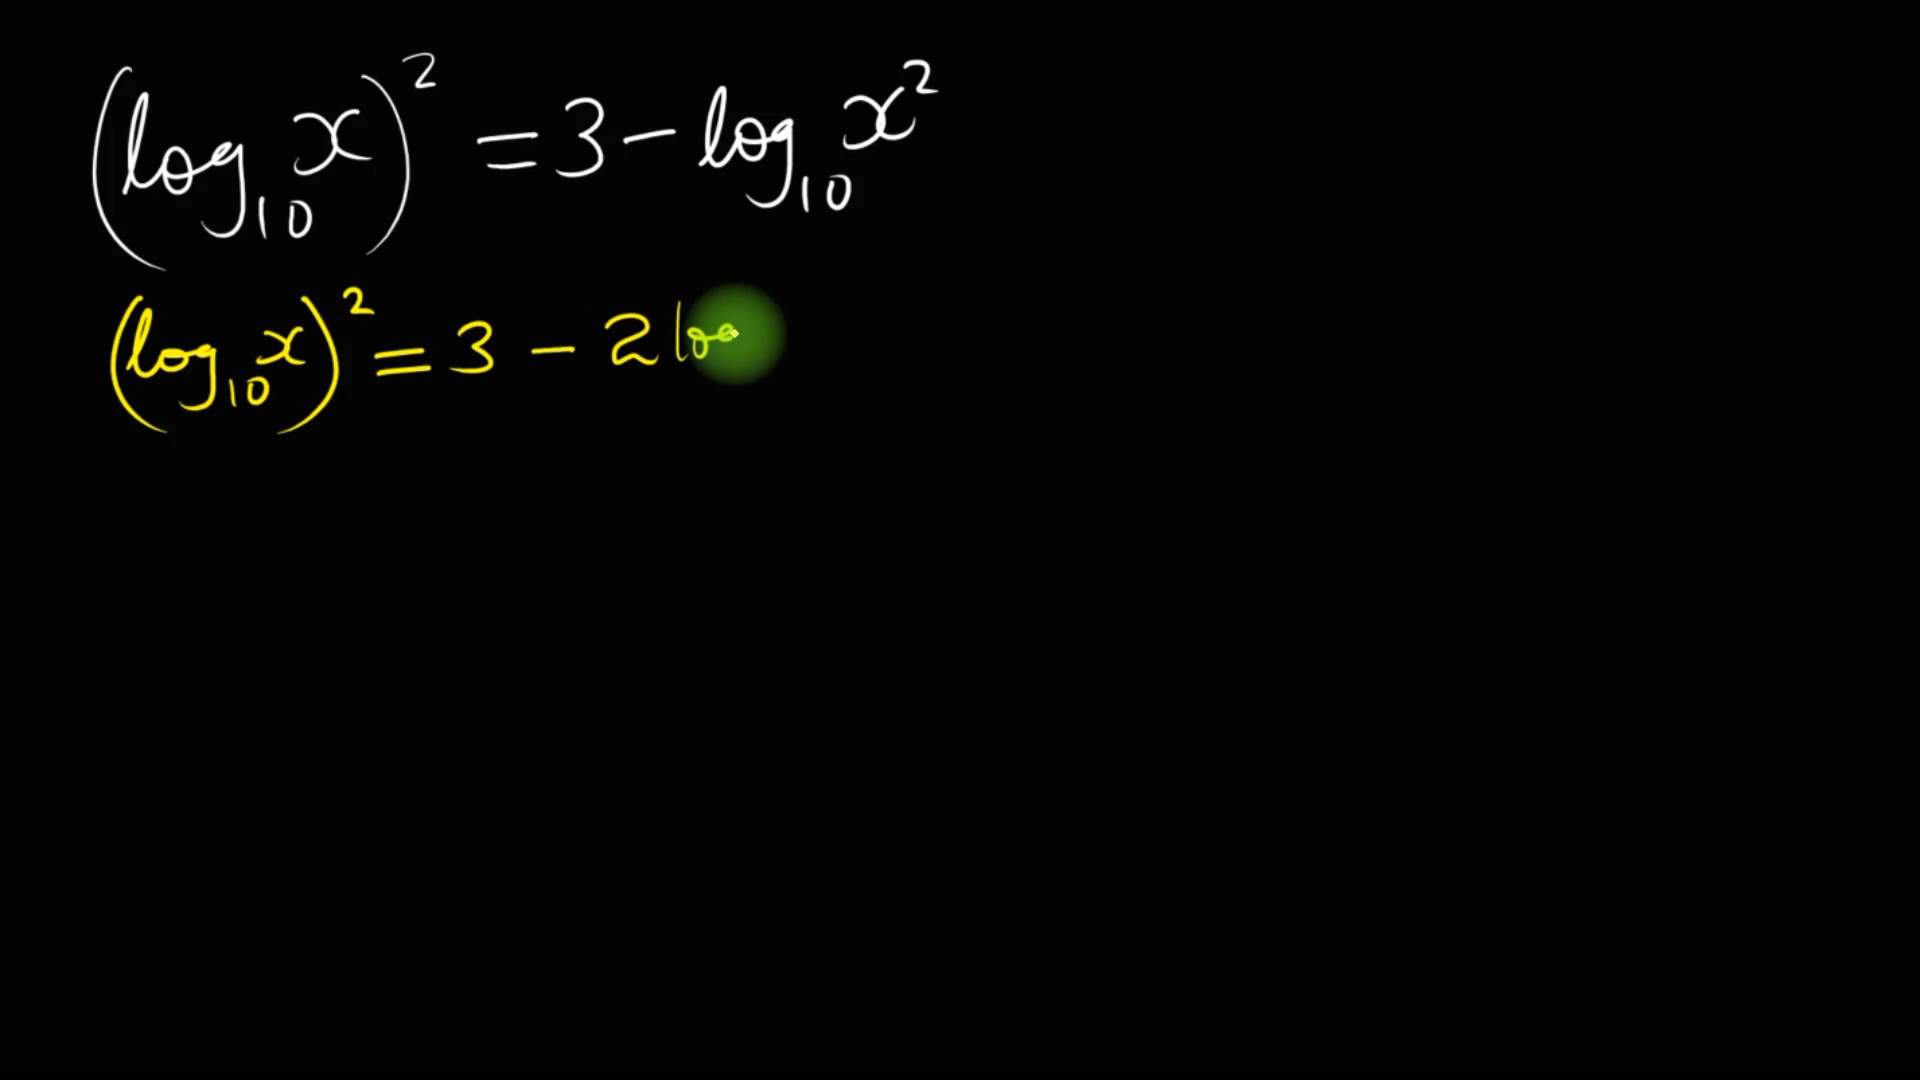 (log₁₀ x)² = 3 - log₁₀ x²
(log₁₀ x)² = 3 - 2 lo